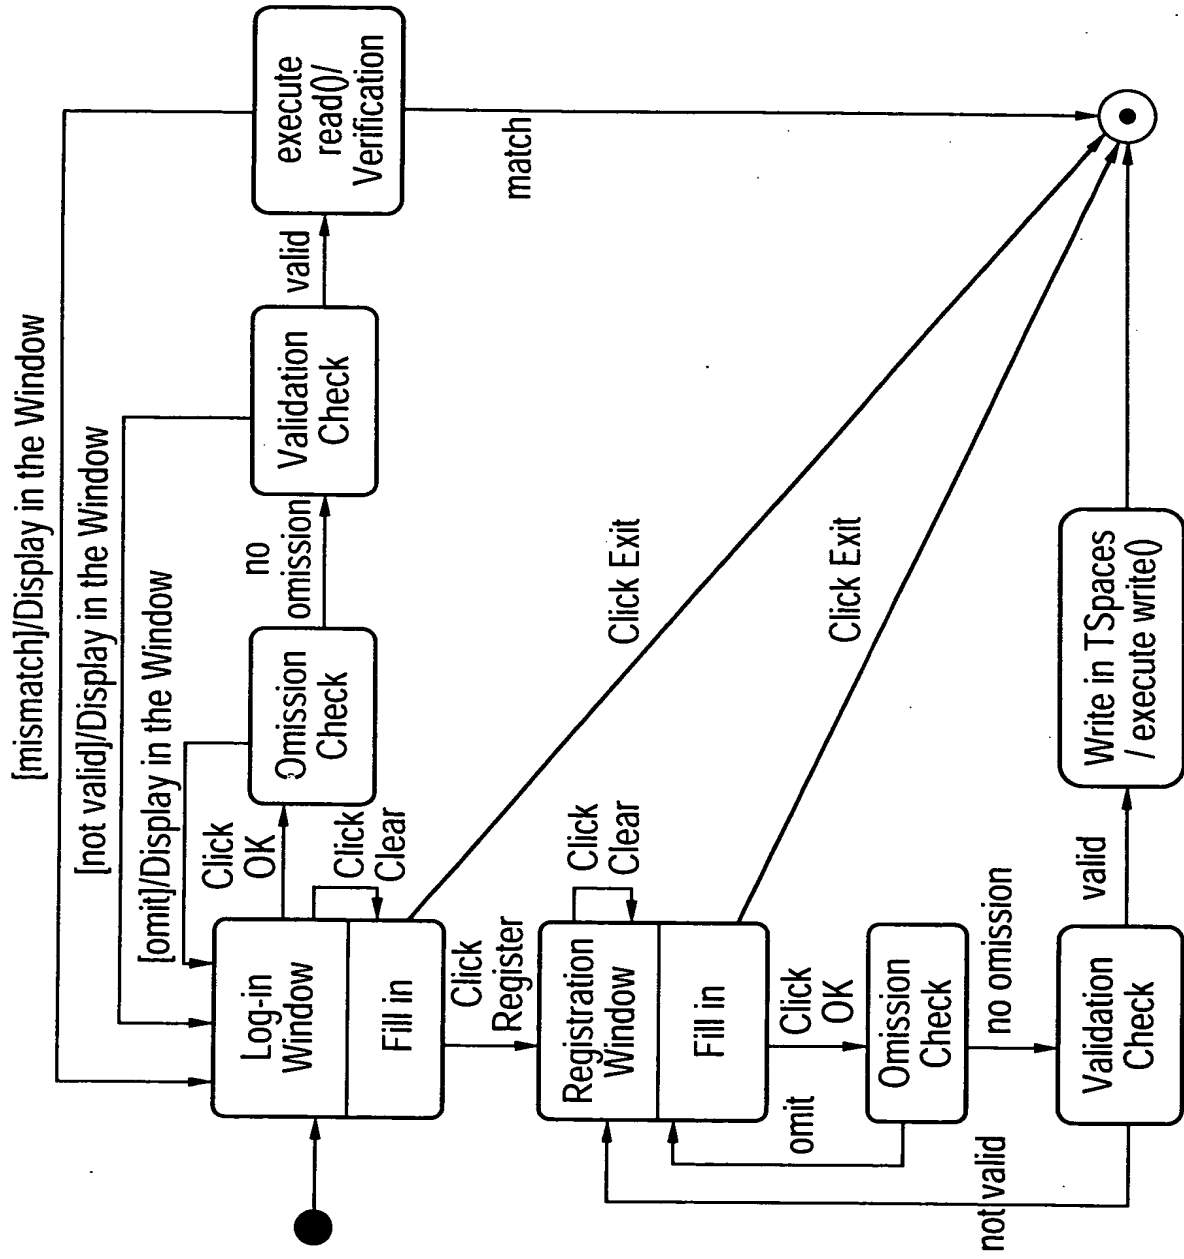 [mismatch]/Display in the Window
[not valid]/Display in the Window
[omit]/Display in the Window
Log-in
Window
Fill in
Click
OK
Click
Clear
Omission
Check
no
omission
Validation
Check
valid
execute
read()/
Verification
match
Click Exit
Click
Register
Registration
Window
Fill in
Click
Clear
Click Exit
Click
OK
omit
Omission
Check
no omission
not valid
Validation
Check
valid
Write in TSpaces
/ execute write()